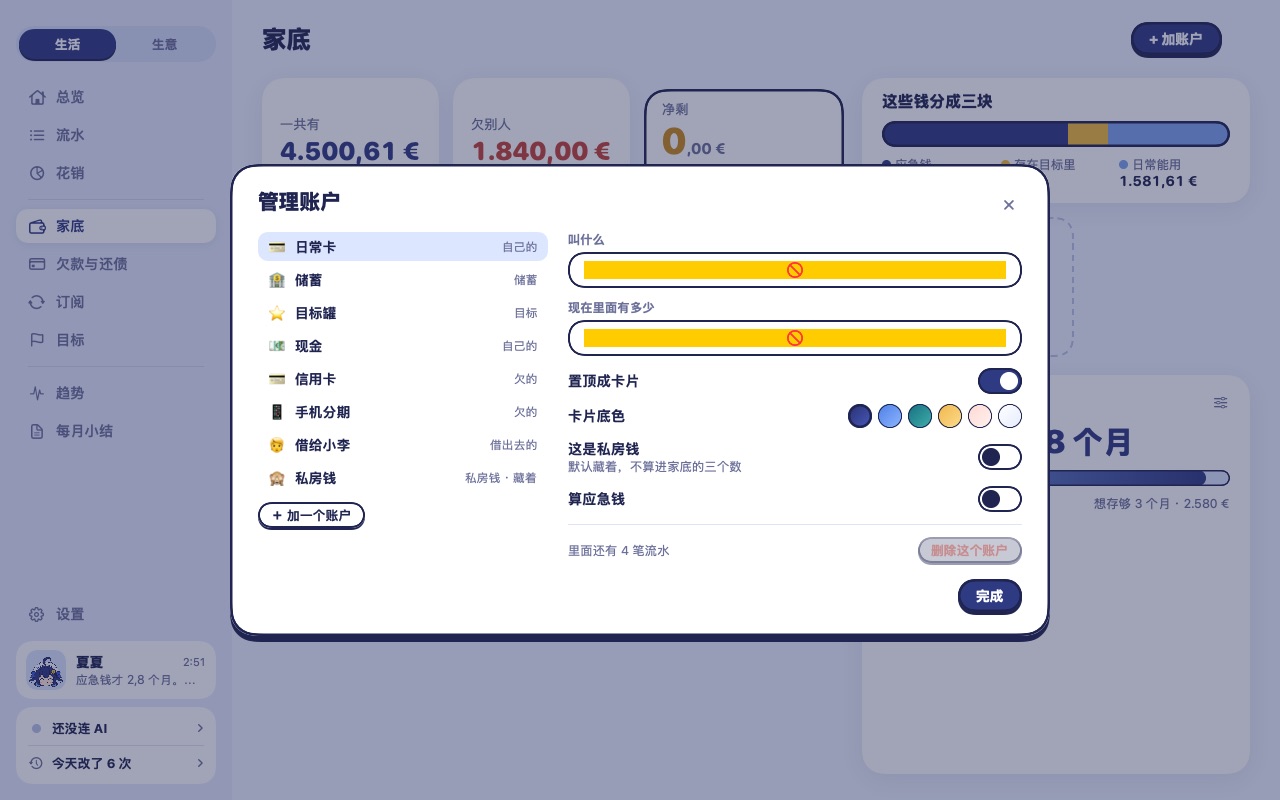 生活
生意
总览
流水
花销
家底
欠款与还债
订阅
目标
趋势
每月小结
设置
夏夏
2:51
应急钱才 2,8 个月。…
还没连 AI
今天改了 6 次
家底
+ 加账户
一共有
4.500,61 €
欠别人
1.840,00 €
净剩
0,00 €
这些钱分成三块
应急钱
存在目标里
日常能用
1.581,61 €
8 个月
想存够 3 个月 · 2.580 €
管理账户
×
日常卡
自己的
储蓄
储蓄
目标罐
目标
现金
自己的
信用卡
欠的
手机分期
欠的
借给小李
借出去的
私房钱
私房钱 · 藏着
+ 加一个账户
叫什么
现在里面有多少
置顶成卡片
卡片底色
这是私房钱
默认藏着，不算进家底的三个数
算应急钱
里面还有 4 笔流水
删除这个账户
完成